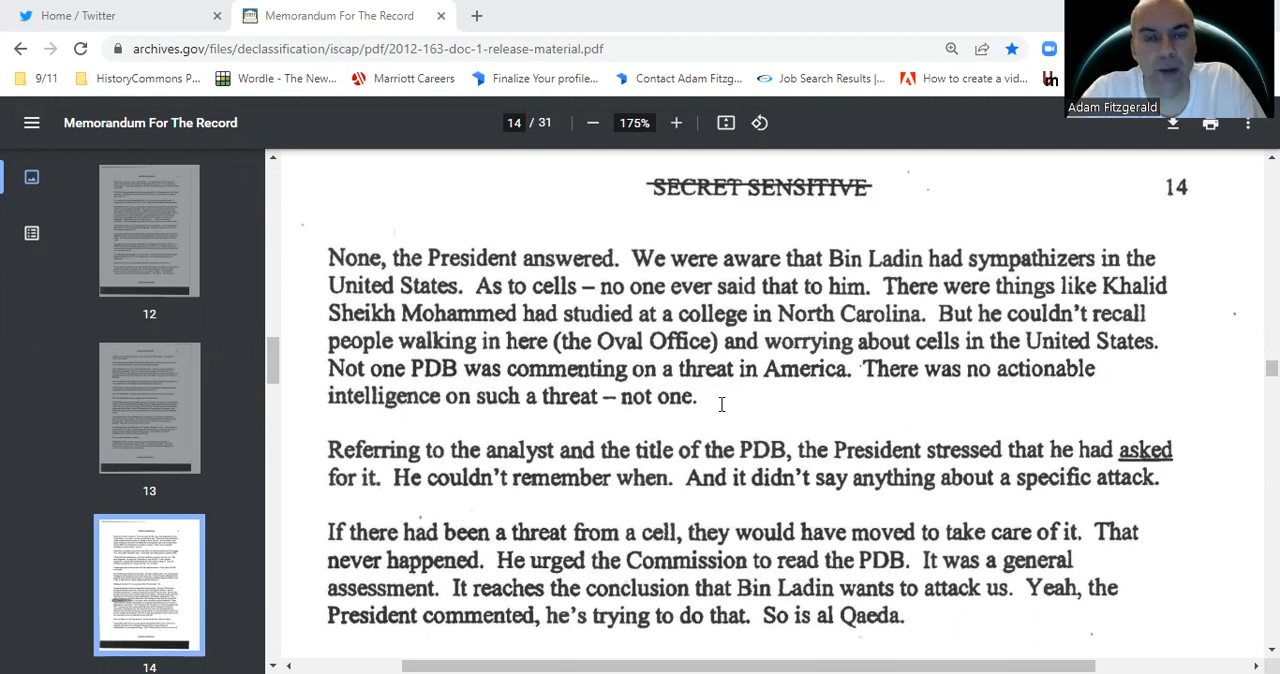 Home / Twitter
Memorandum For The Record
archives.gov/files/declassification/iscap/pdf/2012-163-doc-1-release-material.pdf
9/11
HistoryCommons P...
Wordle - The New...
Marriott Careers
Finalize Your profile...
Contact Adam Fitzg...
Job Search Results |...
How to create a vid...
Adam Fitzgerald
Memorandum For The Record
14 / 31
175%
12
13
14
SECRET SENSITIVE
14
None, the President answered. We were aware that Bin Ladin had sympathizers in the
United States. As to cells – no one ever said that to him. There were things like Khalid
Sheikh Mohammed had studied at a college in North Carolina. But he couldn't recall
people walking in here (the Oval Office) and worrying about cells in the United States.
Not one PDB was commenting on a threat in America. There was no actionable
intelligence on such a threat – not one.
Referring to the analyst and the title of the PDB, the President stressed that he had asked
for it. He couldn't remember when. And it didn't say anything about a specific attack.
If there had been a threat from a cell, they would have moved to take care of it. That
never happened. He urged the Commission to read the PDB. It was a general
assessment. It reaches the conclusion that Bin Ladin wants to attack us. Yeah, the
President commented, he's trying to do that. So is al Qaeda.